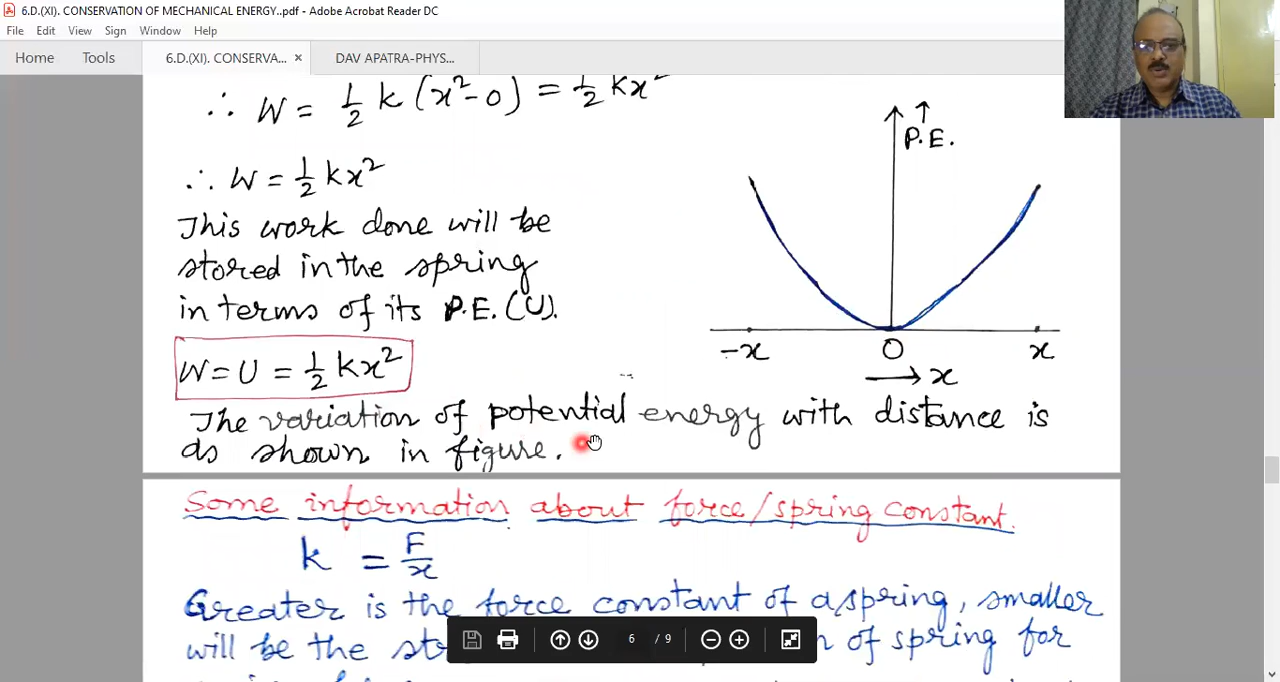 6.D.(XI). CONSERVATION OF MECHANICAL ENERGY..pdf - Adobe Acrobat Reader DC
File Edit View Sign Window Help
Home Tools 6.D.(XI). CONSERVA... × DAV APATRA-PHYS...
∴ W = 1/2 k (x²-0) = 1/2 kx²
∴ W = 1/2 kx²
This work done will be
stored in the spring
in terms of its P.E.(U).
W = U = 1/2 kx²
P.E.
-x O x
x
The variation of potential energy with distance is
as shown in figure.
Some information about force/spring constant.
k = F/x
Greater is the force constant of a spring, smaller
will be the of spring for
6 / 9